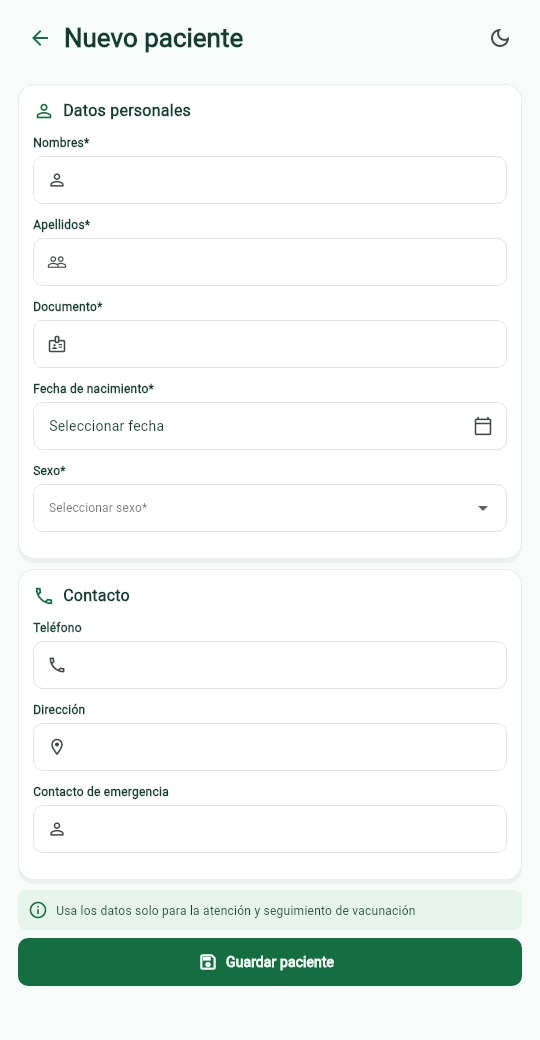 Nuevo paciente
Datos personales
Nombres*
Apellidos*
Documento*
Fecha de nacimiento*
Seleccionar fecha
Sexo*
Seleccionar sexo*
Contacto
Teléfono
Dirección
Contacto de emergencia
Usa los datos solo para la atención y seguimiento de vacunación
Guardar paciente